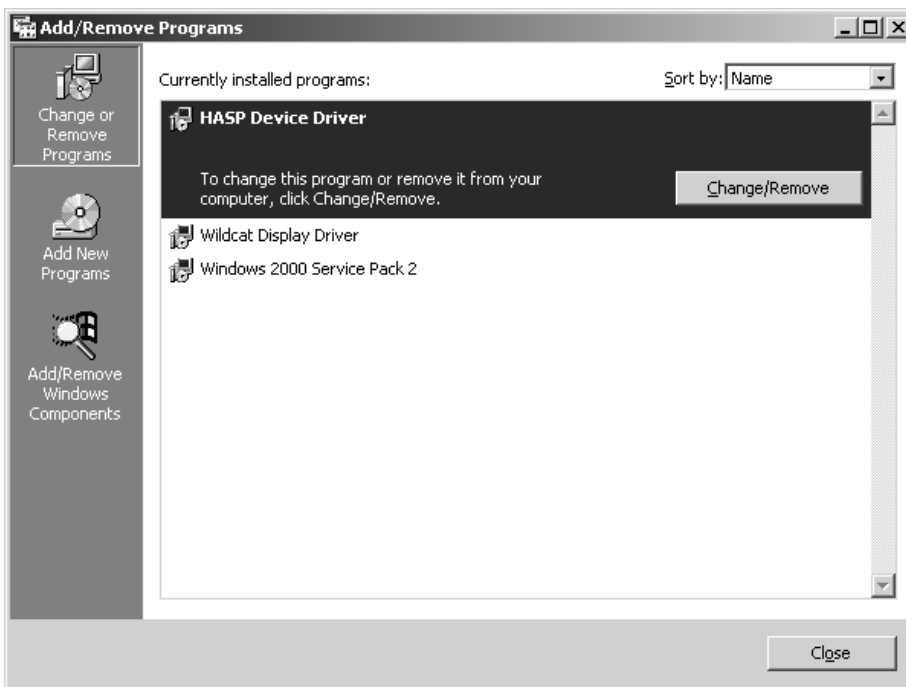 Add/Remove Programs
Change or
Remove
Programs
Add New
Programs
Add/Remove
Windows
Components
Currently installed programs:
Sort by: Name
HASP Device Driver
To change this program or remove it from your
computer, click Change/Remove.
Change/Remove
Wildcat Display Driver
Windows 2000 Service Pack 2
Close